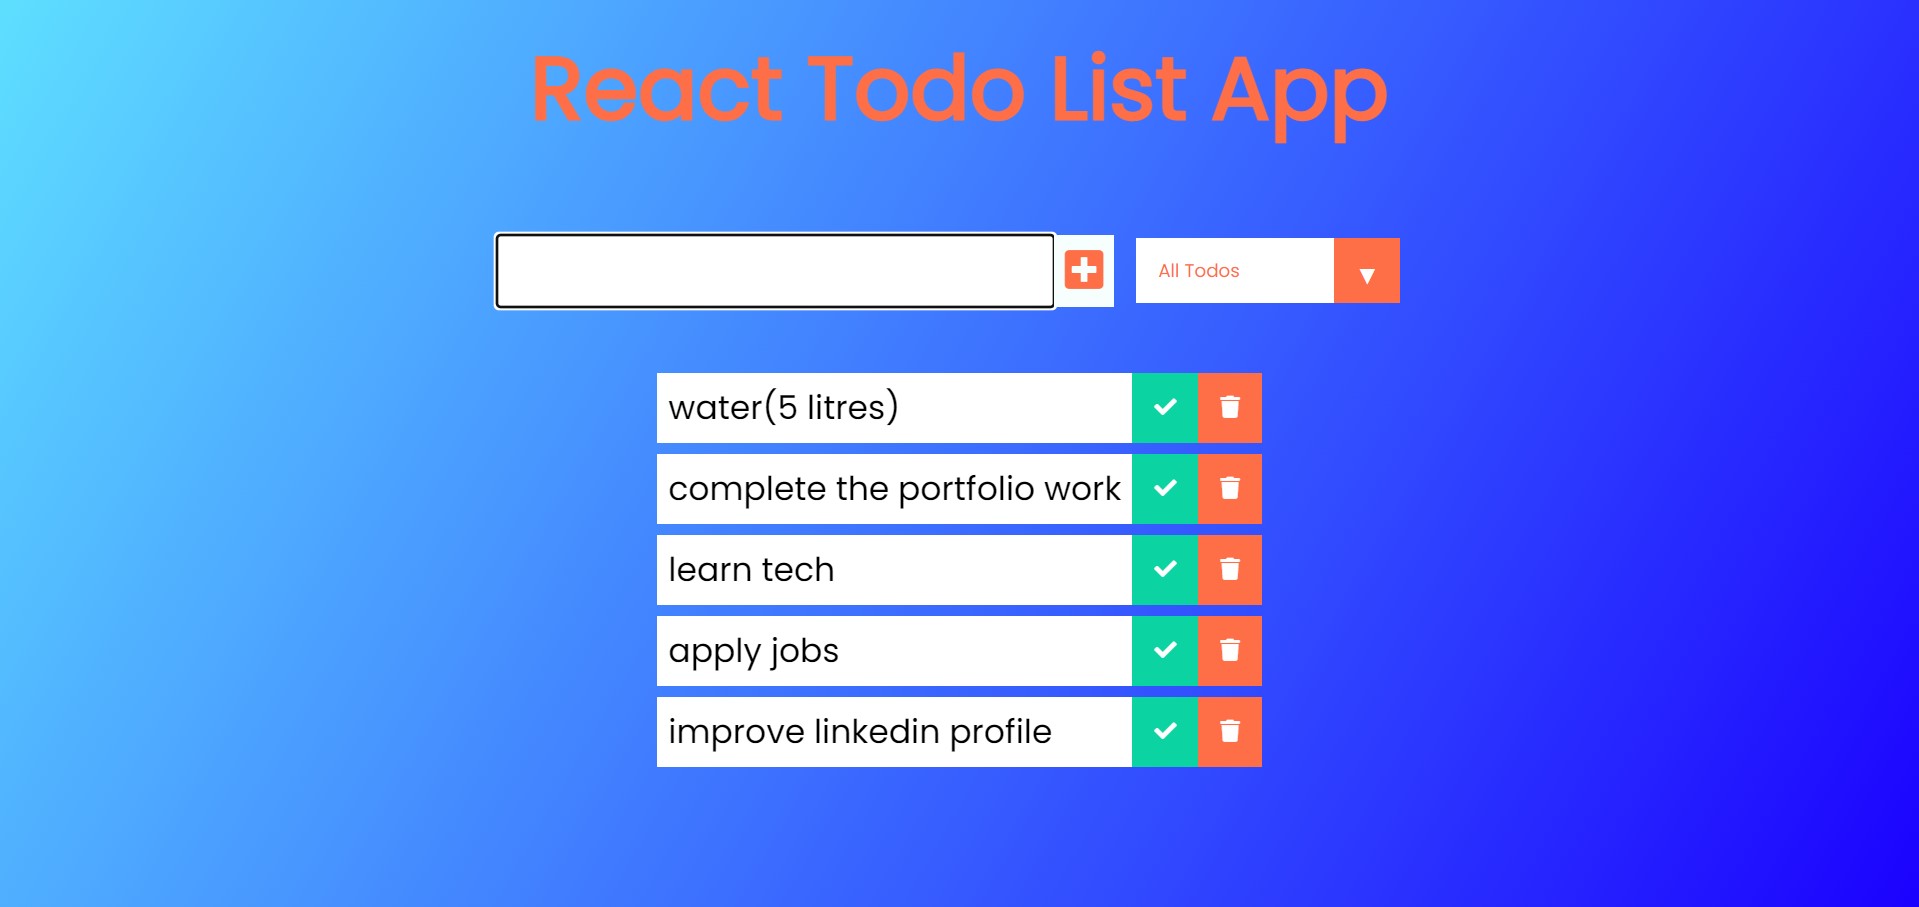 React Todo List App
All Todos
water(5 litres)
complete the portfolio work
learn tech
apply jobs
improve linkedin profile